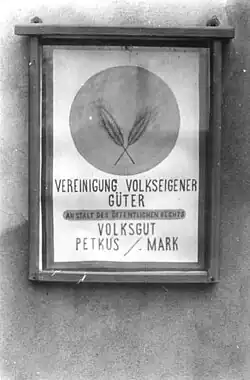 VEREINIGUNG VOLKSEIGENER
GÜTER
ANSTALT DES ÖFFENTLICHEN RECHTS
VOLKSGUT
PETKUS /. MARK